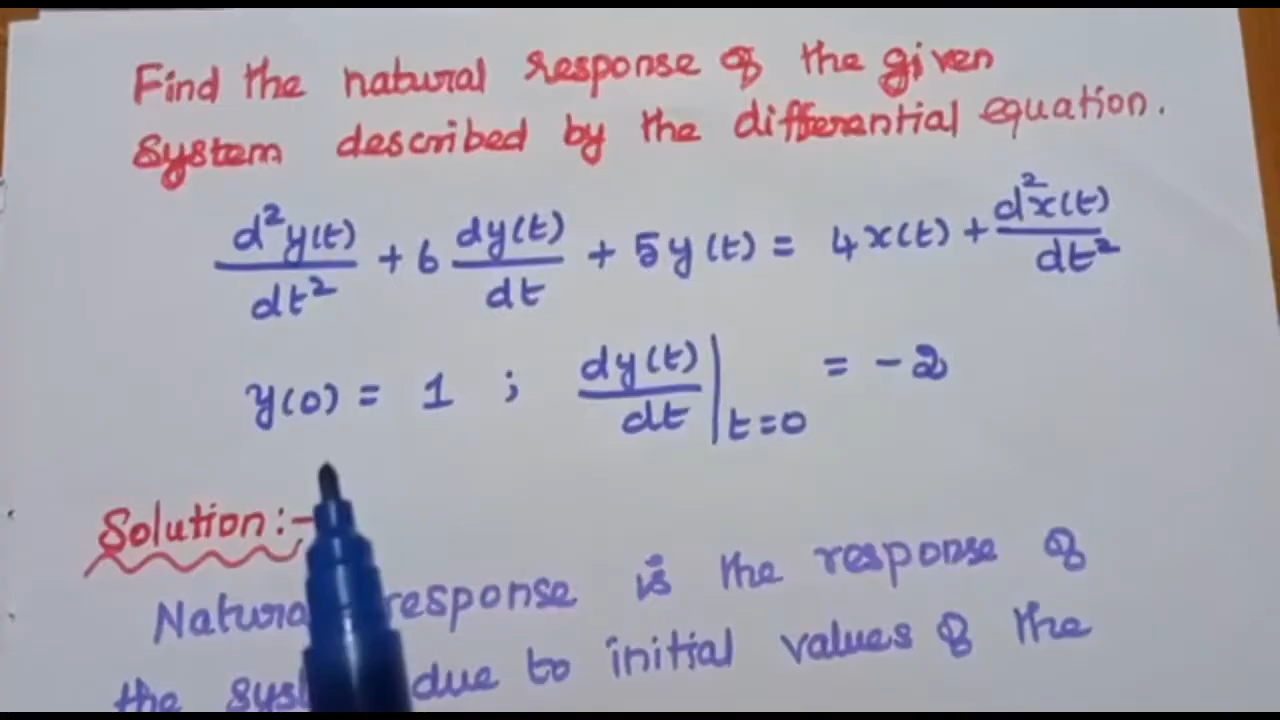 Find the natural response of the given
system described by the differential equation.
d²y(t)/dt² + 6 dy(t)/dt + 5y(t) = 4x(t) + d²x(t)/dt²
y(0) = 1 ; dy(t)/dt |t=0 = -2
Solution:-
response is the response of
the due to initial values of the